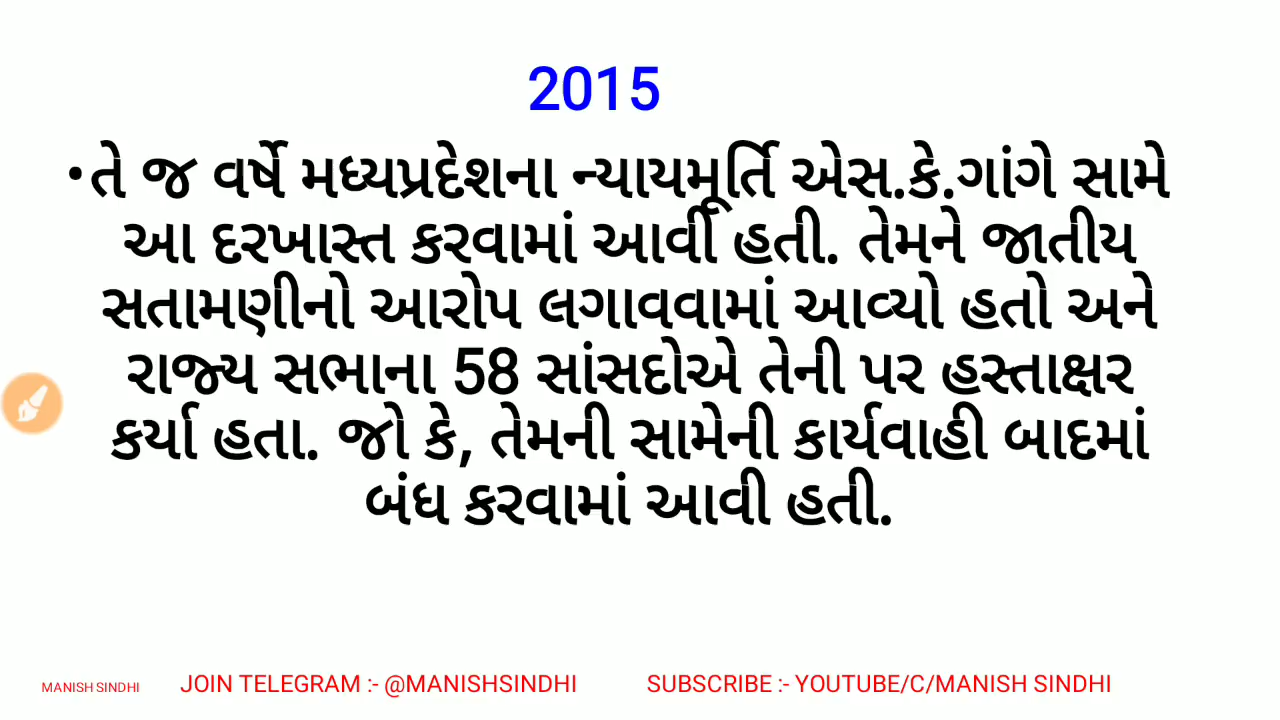 2015
•તે જ વર્ષે મધ્યપ્રદેશના ન્યાયમૂર્તિ એસ.કે.ગાંગે સામે
આ દરખાસ્ત કરવામાં આવી હતી. તેમને જાતીય
સતામણીનો આરોપ લગાવવામાં આવ્યો હતો અને
રાજ્ય સભાના 58 સાંસદોએ તેની પર હસ્તાક્ષર
કર્યા હતા. જો કે, તેમની સામેની કાર્યવાહી બાદમાં
બંધ કરવામાં આવી હતી.
MANISH SINDHI JOIN TELEGRAM :- @MANISHSINDHI SUBSCRIBE :- YOUTUBE/C/MANISH SINDHI